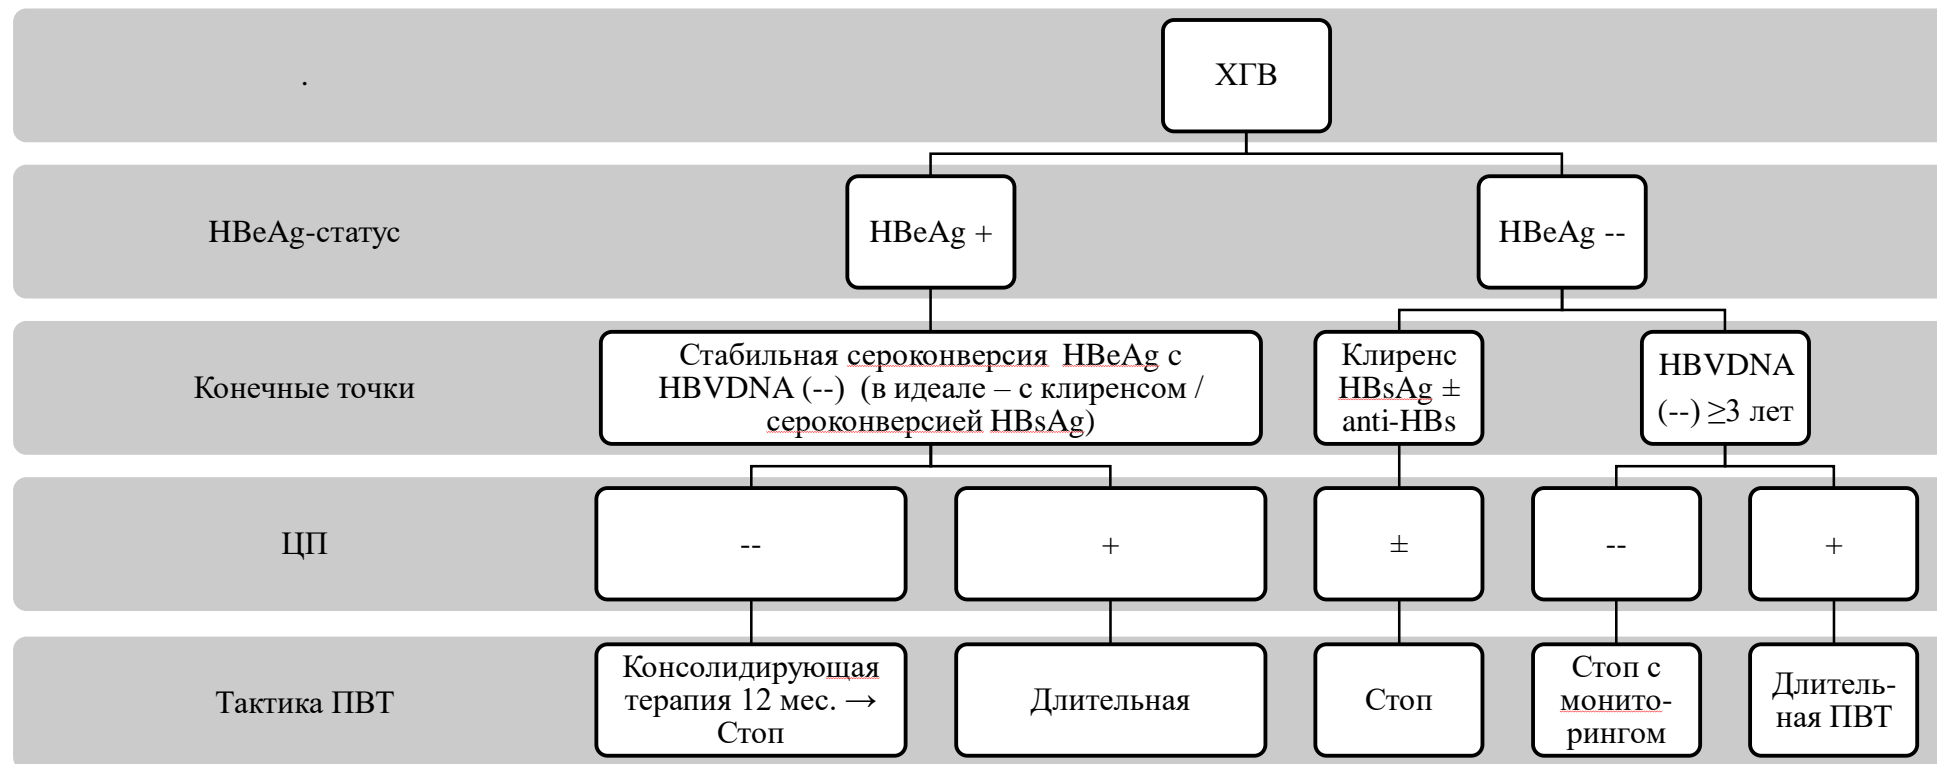 .
ХГВ
HBeAg-статус
HBeAg +
HBeAg --
Конечные точки
Стабильная сероконверсия HBeAg с
HBVDNA (--) (в идеале – с клиренсом /
сероконверсией HBsAg)
Клиренс
HBsAg ±
anti-HBs
HBVDNA
(--) ≥3 лет
ЦП
--
+
±
--
+
Тактика ПВТ
Консолидирующая
терапия 12 мес. →
Стоп
Длительная
Стоп
Стоп с
монито-
рингом
Длитель-
ная ПВТ